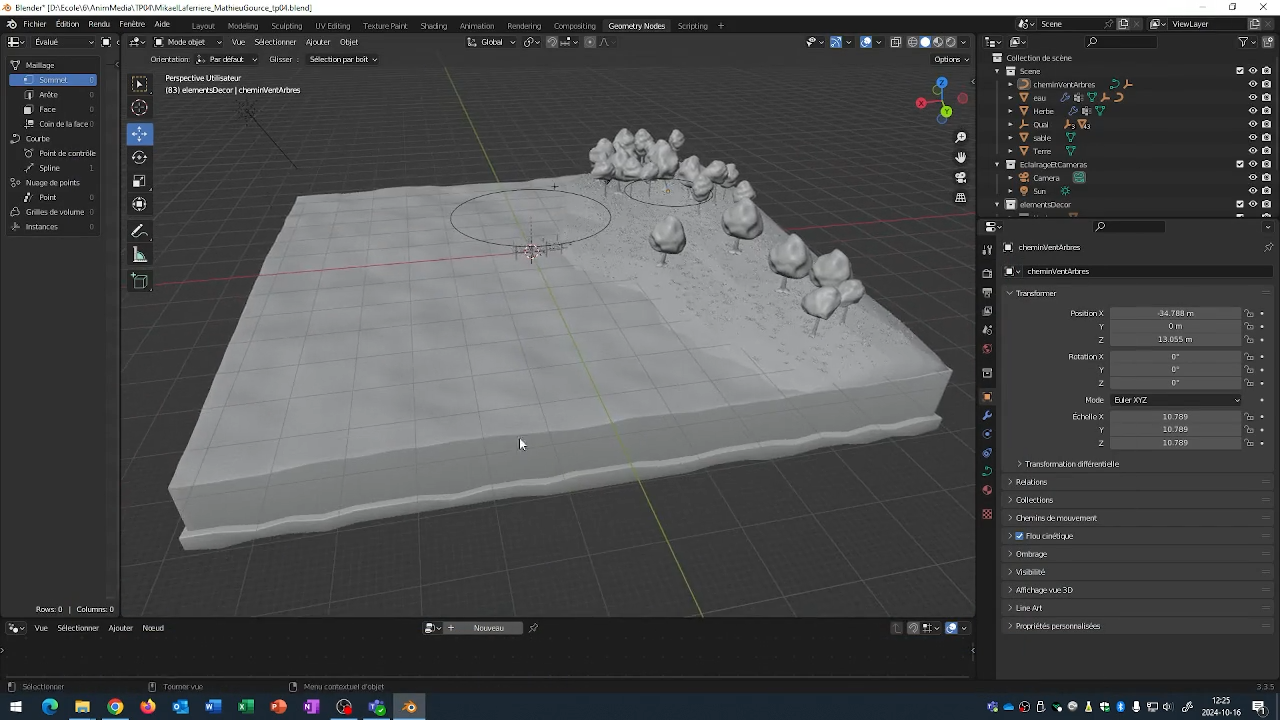 Blender* [D:\Ecole\6\AnimMedia\TP04\MikaelLaferriere_MathieuGource_tp04.blend]
Fichier Édition Rendu Fenêtre Aide
Layout Modeling Sculpting UV Editing Texture Paint Shading Animation Rendering Compositing Geometry Nodes Scripting +
Scene ViewLayer
Évalué
Mode objet Vue Sélectionner Ajouter Objet Global
Orientation: Par défaut Glisser : Sélection par boît Options
Maillage
Sommet 0
Arête 0
Face 0
Coin de la face 0
Courbe
Point de contrôle
Spline 1
Nuage de points
Point 0
Grilles de volume 0
Instances 0
Rows: 0 | Columns: 0
Perspective Utilisateur
(83) elementsDecor | cheminVentArbres
Z
X
Y
Collection de scène
Scene
cheminVentArbres
eau
Herbe
Quai 3 43
sable
Terre
EclairageEtCameras
Camera
Sun
elementsDecor
cheminVentArbres
cheminVentArbres
Transformer
Position X -34.788 m
Y 0 m
Z 13.055 m
Rotation X 0°
Y 0°
Z 0°
Mode Euler XYZ
Échelle X 10.789
Y 10.789
Z 10.789
Transformation différentielle
Relations
Collections
Chemins de mouvement
Flou cinétique
Ombrage
Visibilité
Affichage vue 3D
Line Art
Propriétés personnalisées
Vue Sélectionner Ajouter Nœud Nouveau
Sélectionner Tourner vue Menu contextuel d'objet 3.3.5
12:25
2024-10-16